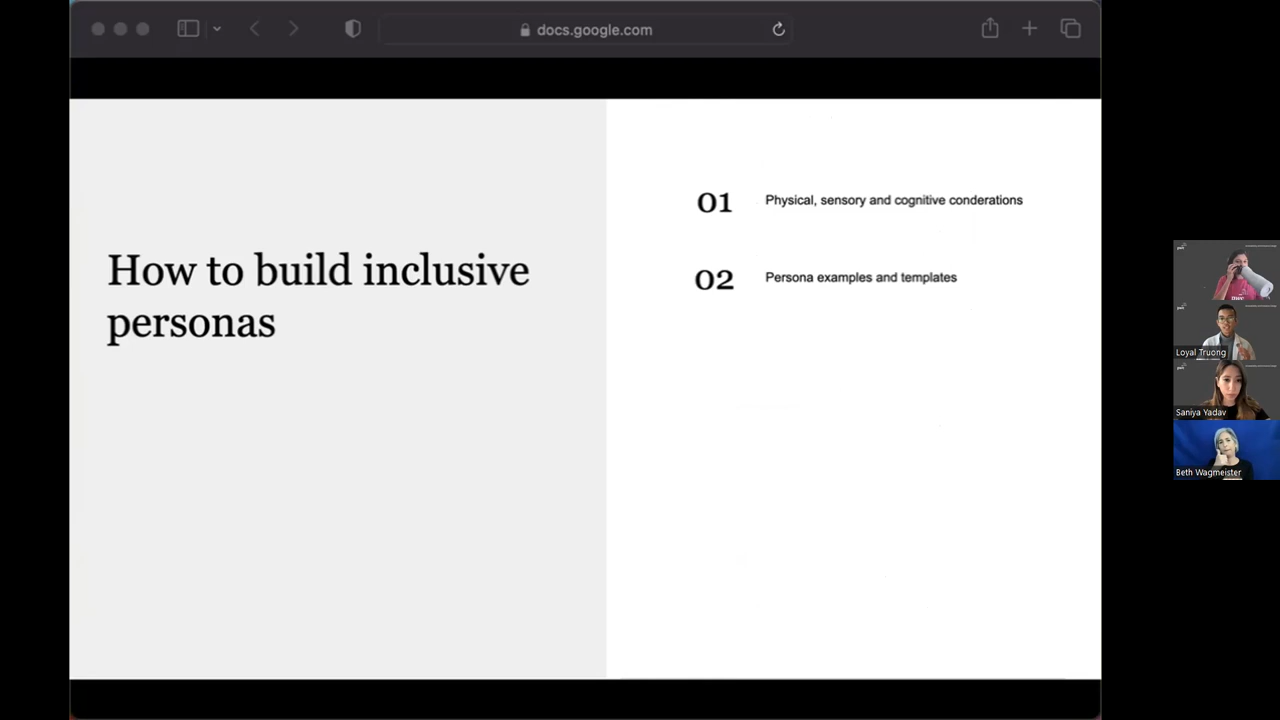 docs.google.com
How to build inclusive
personas
01
Physical, sensory and cognitive conderations
02
Persona examples and templates
Loyal Truong
Saniya Yadav
Beth Wagmeister